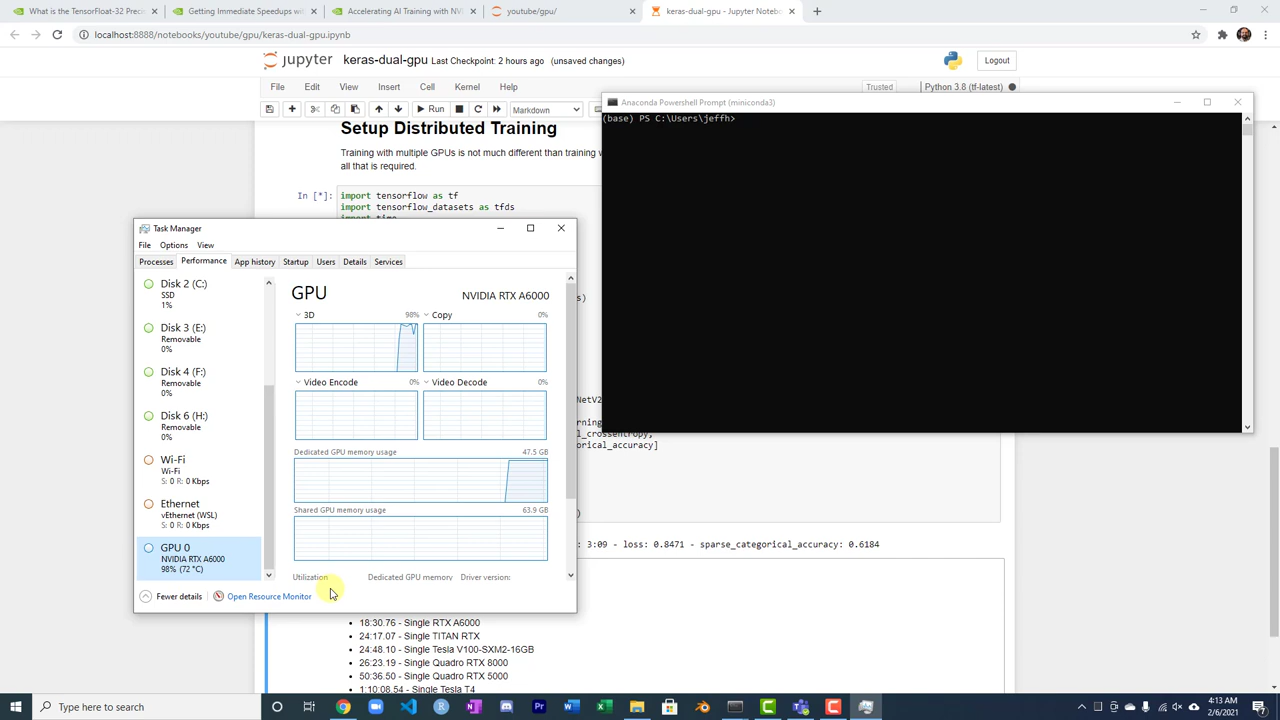 What is the TensorFloat-32 Prec
Getting Immediate Speedups with
Accelerating AI Training with NVI
youtube/gpu/
keras-dual-gpu - Jupyter Notebo
localhost:8888/notebooks/youtube/gpu/keras-dual-gpu.ipynb
jupyter keras-dual-gpu Last Checkpoint: 2 hours ago (unsaved changes)
Logout
File Edit View Insert Cell Kernel Help
Trusted
Python 3.8 (tf-latest)
Run
Markdown
Anaconda Powershell Prompt (miniconda3)
(base) PS C:\Users\jeffh>
Setup Distributed Training
Training with multiple GPUs is not much different than training
all that is required.
In [*]:
import tensorflow as tf
import tensorflow_datasets as tfds
import time
Task Manager
File Options View
Processes Performance App history Startup Users Details Services
Disk 2 (C:)
SSD
1%
Disk 3 (E:)
Removable
0%
Disk 4 (F:)
Removable
0%
Disk 6 (H:)
Removable
0%
Wi-Fi
Wi-Fi
S: 0 R: 0 Kbps
Ethernet
vEthernet (WSL)
S: 0 R: 0 Kbps
GPU 0
NVIDIA RTX A6000
98% (72 °C)
GPU
NVIDIA RTX A6000
3D 98%
Copy 0%
Video Encode 0%
Video Decode 0%
Dedicated GPU memory usage 47.5 GB
Shared GPU memory usage 63.9 GB
Utilization
Dedicated GPU memory
Driver version:
Fewer details
Open Resource Monitor
s)
NetV2
rning
l_crossentropy,
orical_accuracy]
)
: 3:09 - loss: 0.8471 - sparse_categorical_accuracy: 0.6184
• 18:30.76 - Single RTX A6000
• 24:17.07 - Single TITAN RTX
• 24:48.10 - Single Tesla V100-SXM2-16GB
• 26:23.19 - Single Quadro RTX 8000
• 50:36.50 - Single Quadro RTX 5000
• 1:10:08.54 - Single Tesla T4
Type here to search
4:13 AM
2/6/2021